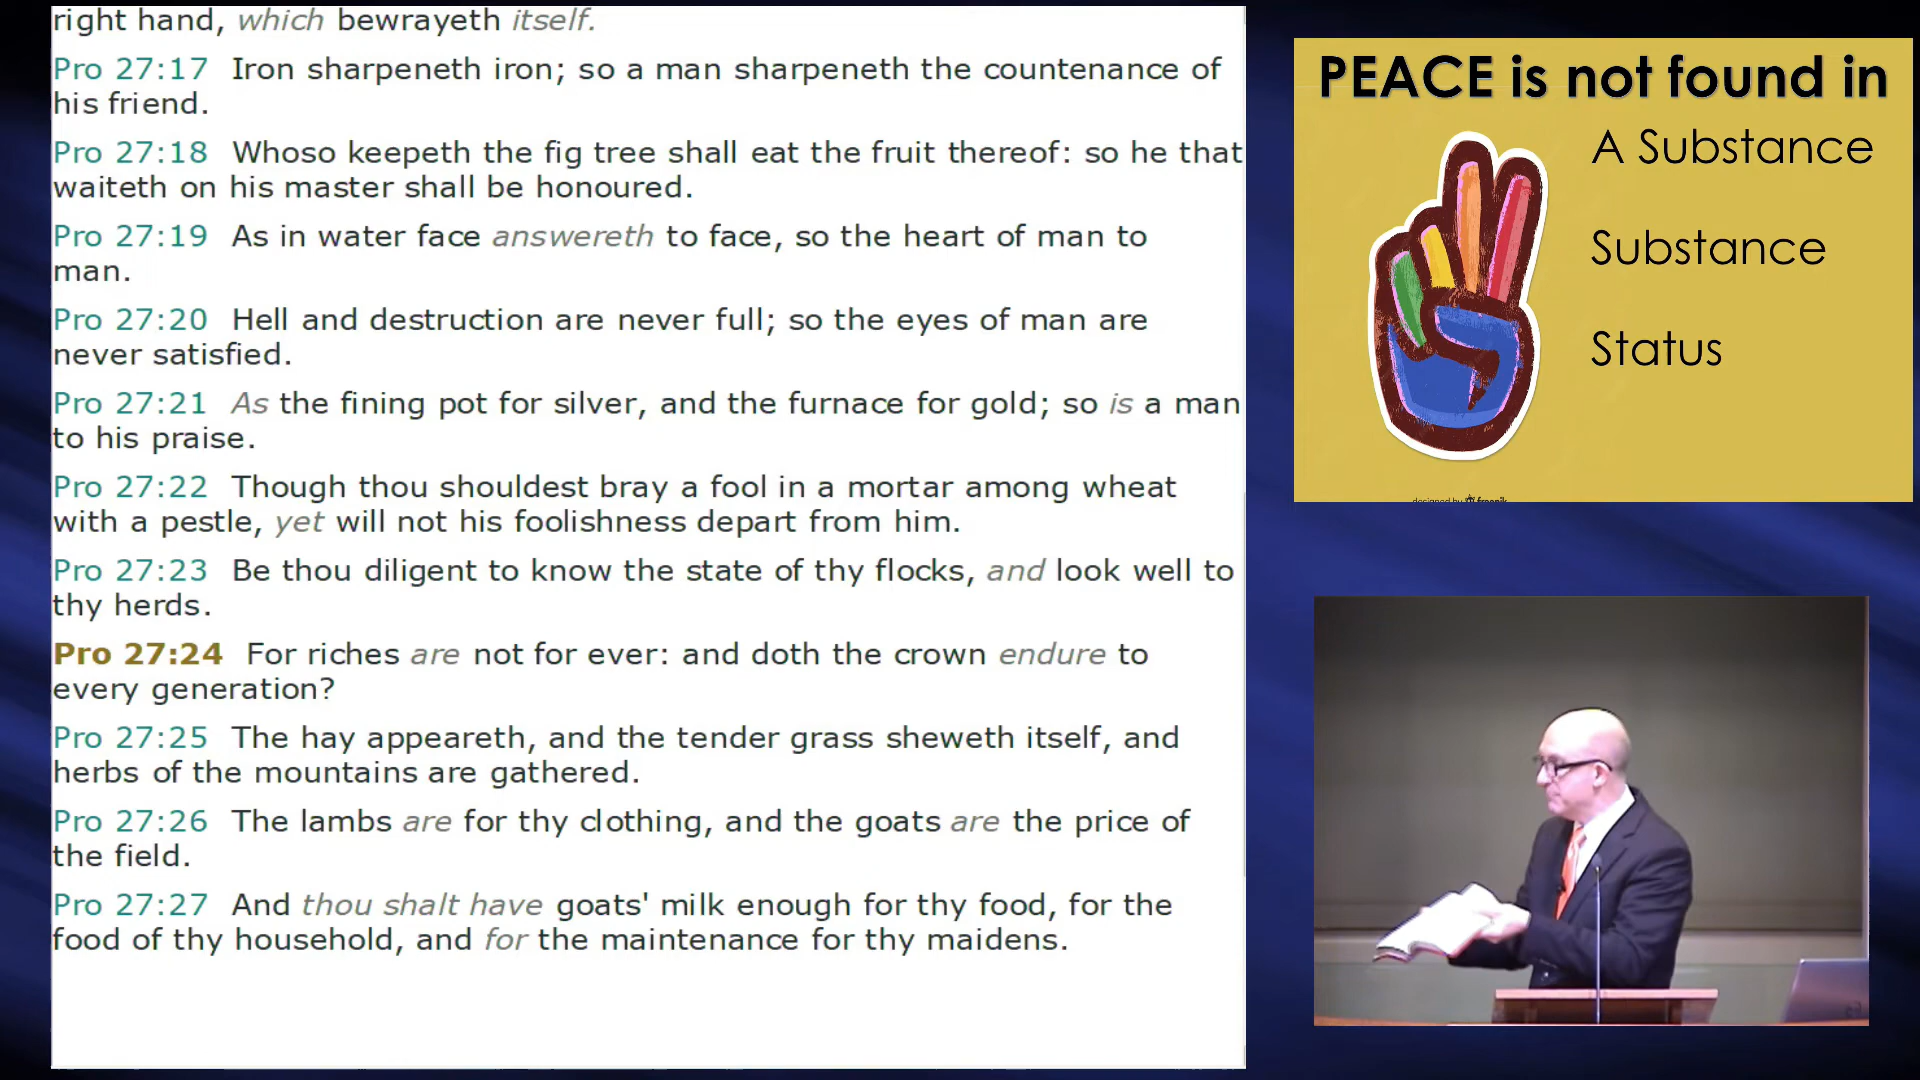 right hand, which bewrayeth itself.
Pro 27:17 Iron sharpeneth iron; so a man sharpeneth the countenance of
his friend.
Pro 27:18 Whoso keepeth the fig tree shall eat the fruit thereof: so he that
waiteth on his master shall be honoured.
Pro 27:19 As in water face answereth to face, so the heart of man to
man.
Pro 27:20 Hell and destruction are never full; so the eyes of man are
never satisfied.
Pro 27:21 As the fining pot for silver, and the furnace for gold; so is a man
to his praise.
Pro 27:22 Though thou shouldest bray a fool in a mortar among wheat
with a pestle, yet will not his foolishness depart from him.
Pro 27:23 Be thou diligent to know the state of thy flocks, and look well to
thy herds.
Pro 27:24 For riches are not for ever: and doth the crown endure to
every generation?
Pro 27:25 The hay appeareth, and the tender grass sheweth itself, and
herbs of the mountains are gathered.
Pro 27:26 The lambs are for thy clothing, and the goats are the price of
the field.
Pro 27:27 And thou shalt have goats' milk enough for thy food, for the
food of thy household, and for the maintenance for thy maidens.
PEACE is not found in
A Substance
Substance
Status
designed by freepik